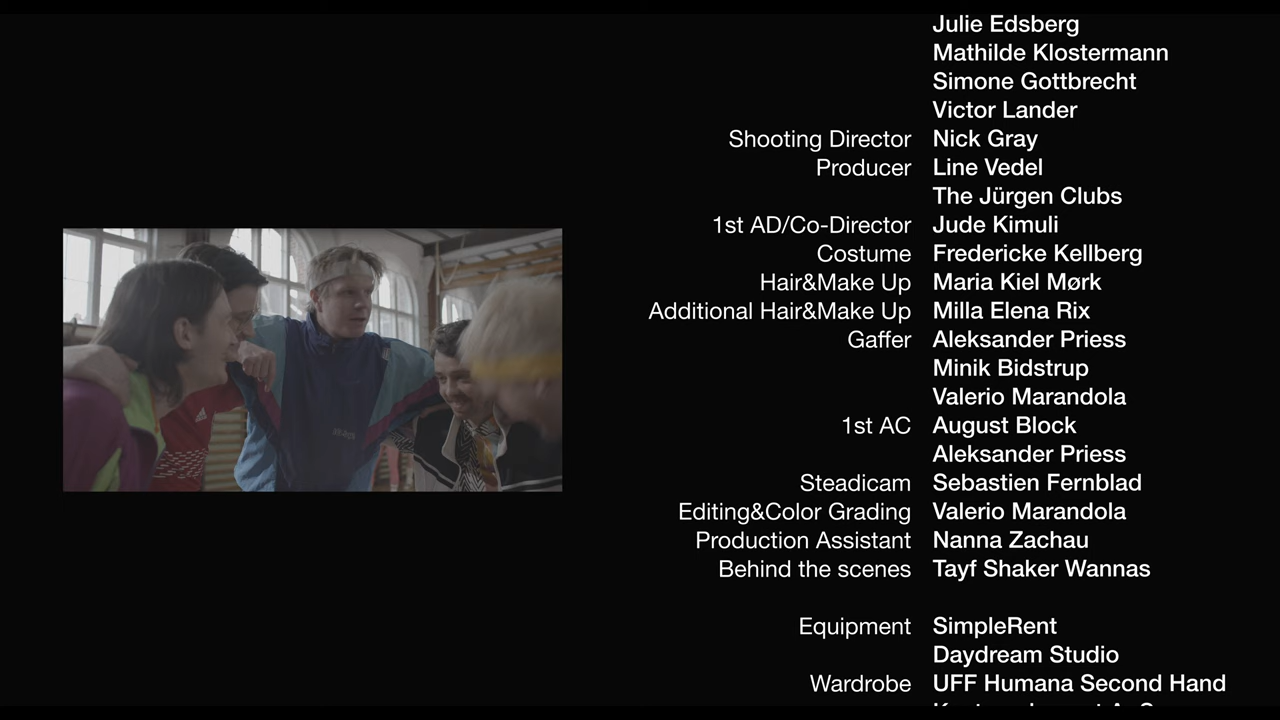 Julie Edsberg
Mathilde Klostermann
Simone Gottbrecht
Victor Lander
Shooting Director Nick Gray
Producer Line Vedel
The Jürgen Clubs
1st AD/Co-Director Jude Kimuli
Costume Fredericke Kellberg
Hair&Make Up Maria Kiel Mørk
Additional Hair&Make Up Milla Elena Rix
Gaffer Aleksander Priess
Minik Bidstrup
Valerio Marandola
1st AC August Block
Aleksander Priess
Steadicam Sebastien Fernblad
Editing&Color Grading Valerio Marandola
Production Assistant Nanna Zachau
Behind the scenes Tayf Shaker Wannas
Equipment SimpleRent
Daydream Studio
Wardrobe UFF Humana Second Hand